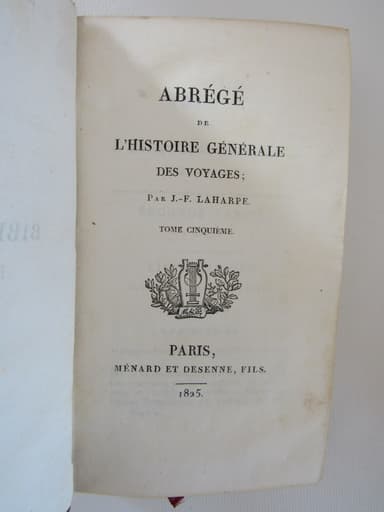 ABRÉGÉ
DE
L'HISTOIRE GÉNÉRALE
DES VOYAGES;
PAR J.-F. LAHARPE.
TOME CINQUIÈME.
PARIS,
MÉNARD ET DESENNE, FILS.
1825.